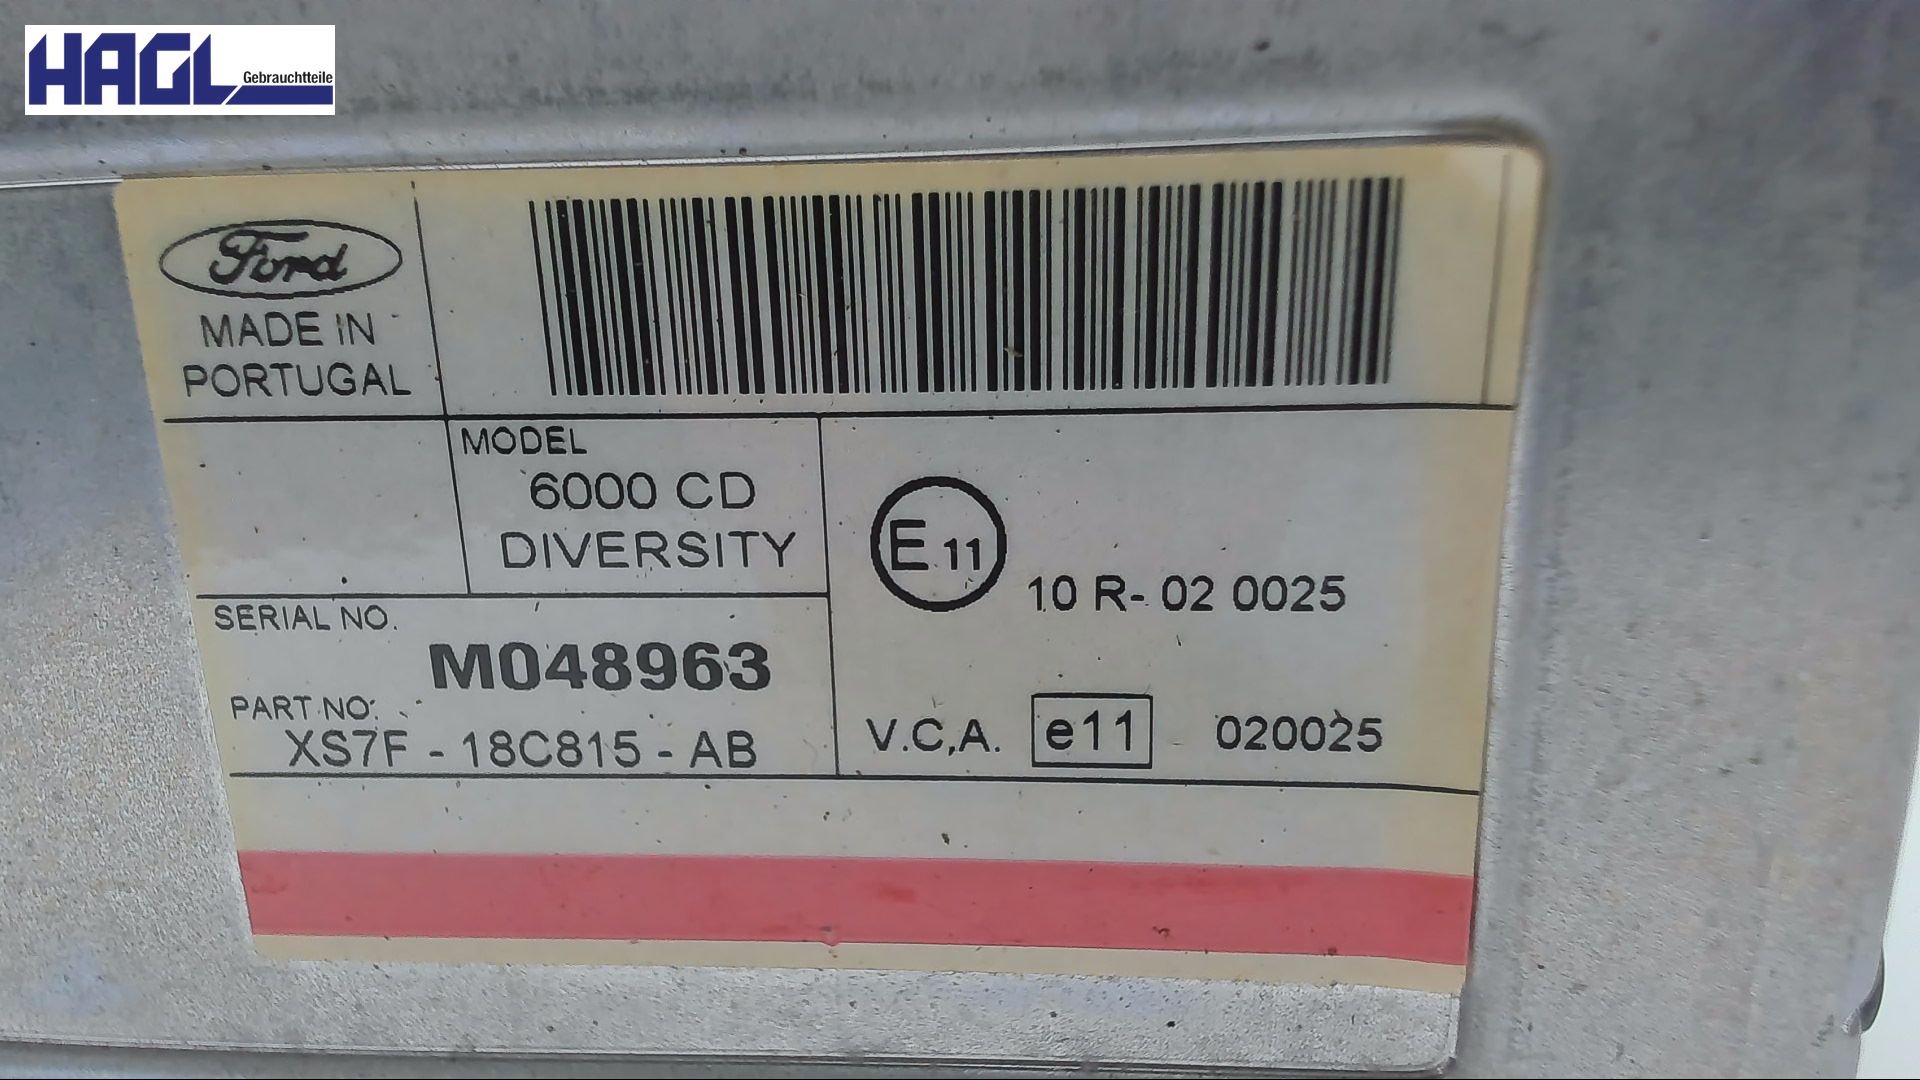 HAGL
Gebrauchtteile
Ford
MADE IN
PORTUGAL
MODEL
6000 CD
DIVERSITY
E 11
10 R- 02 0025
SERIAL NO.
M048963
PART NO:
XS7F - 18C815 - AB
V.C.A. e11 020025